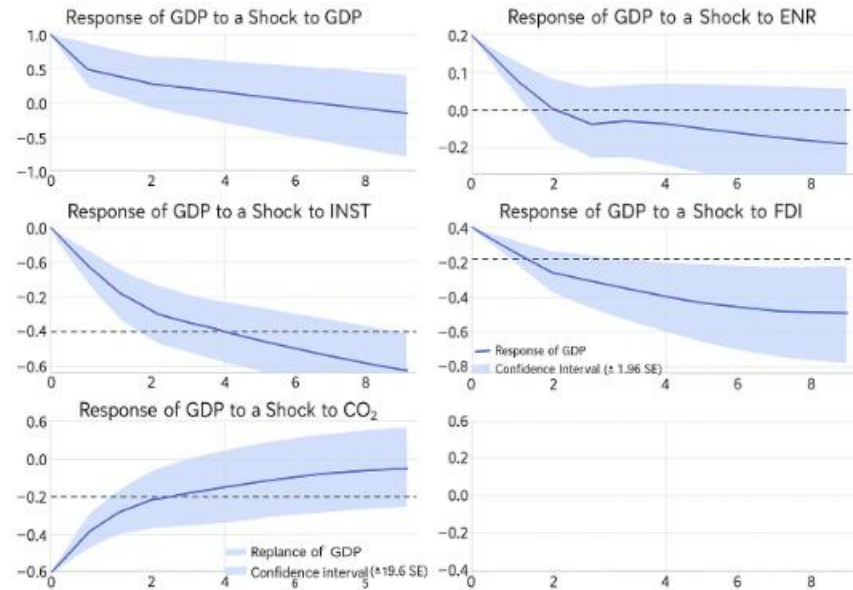 Response of GDP to a Shock to GDP
1.0
0.5
0.0
−0.5
−1.0
0 2 4 6 8
Response of GDP to a Shock to ENR
0.2
0.1
0.0
−0.2
0 2 4 6 8
Response of GDP to a Shock to INST
0.0
−0.6
−0.2
−0.4
−0.6
0 2 4 6 8
Response of GDP to a Shock to FDI
0.4
−0.2
−0.4
−0.6
−0.8
Response of GDP
Confidence Interval (± 1.96 SE)
0 2 4 6 8
Response of GDP to a Shock to CO₂
0.6
0.0
−0.2
−0.4
−0.6
Replance of GDP
Confidence interval (±19.6 SE)
0 2 4 5 8
0.6
0.2
0.0
−0.2
−0.4
0 2 4 6 8